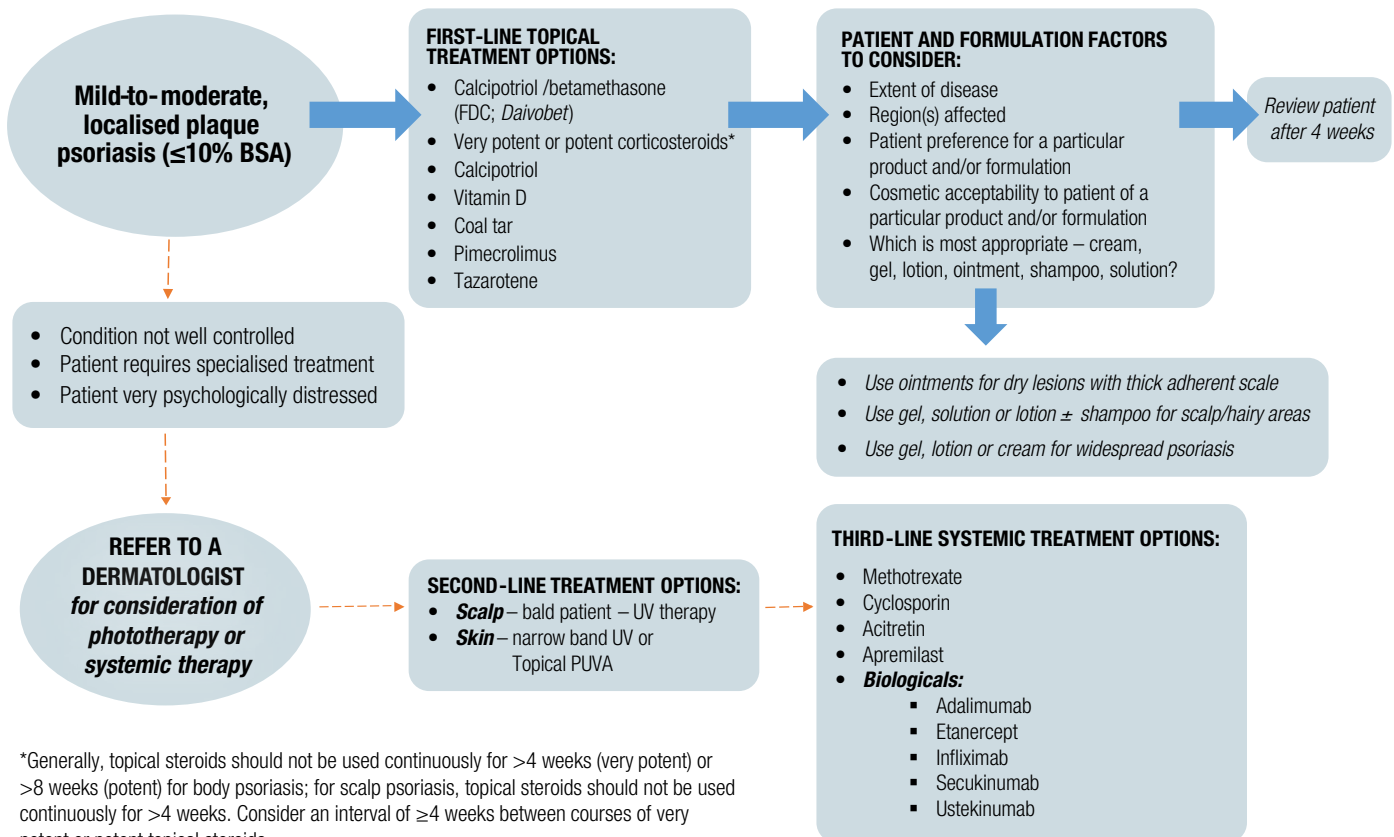 Mild-to-moderate,
localised plaque
psoriasis (≤10% BSA)
FIRST-LINE TOPICAL
TREATMENT OPTIONS:
• Calcipotriol /betamethasone
(FDC; Daivobet)
• Very potent or potent corticosteroids*
• Calcipotriol
• Vitamin D
• Coal tar
• Pimecrolimus
• Tazarotene
PATIENT AND FORMULATION FACTORS
TO CONSIDER:
• Extent of disease
• Region(s) affected
• Patient preference for a particular
product and/or formulation
• Cosmetic acceptability to patient of a
particular product and/or formulation
• Which is most appropriate – cream,
gel, lotion, ointment, shampoo, solution?
Review patient
after 4 weeks
• Condition not well controlled
• Patient requires specialised treatment
• Patient very psychologically distressed
• Use ointments for dry lesions with thick adherent scale
• Use gel, solution or lotion ± shampoo for scalp/hairy areas
• Use gel, lotion or cream for widespread psoriasis
REFER TO A
DERMATOLOGIST
for consideration of
phototherapy or
systemic therapy
SECOND-LINE TREATMENT OPTIONS:
• Scalp – bald patient – UV therapy
• Skin – narrow band UV or
Topical PUVA
THIRD-LINE SYSTEMIC TREATMENT OPTIONS:
• Methotrexate
• Cyclosporin
• Acitretin
• Apremilast
• Biologicals:
▪ Adalimumab
▪ Etanercept
▪ Infliximab
▪ Secukinumab
▪ Ustekinumab
*Generally, topical steroids should not be used continuously for >4 weeks (very potent) or
>8 weeks (potent) for body psoriasis; for scalp psoriasis, topical steroids should not be used
continuously for >4 weeks. Consider an interval of ≥4 weeks between courses of very
potent or potent topical steroids